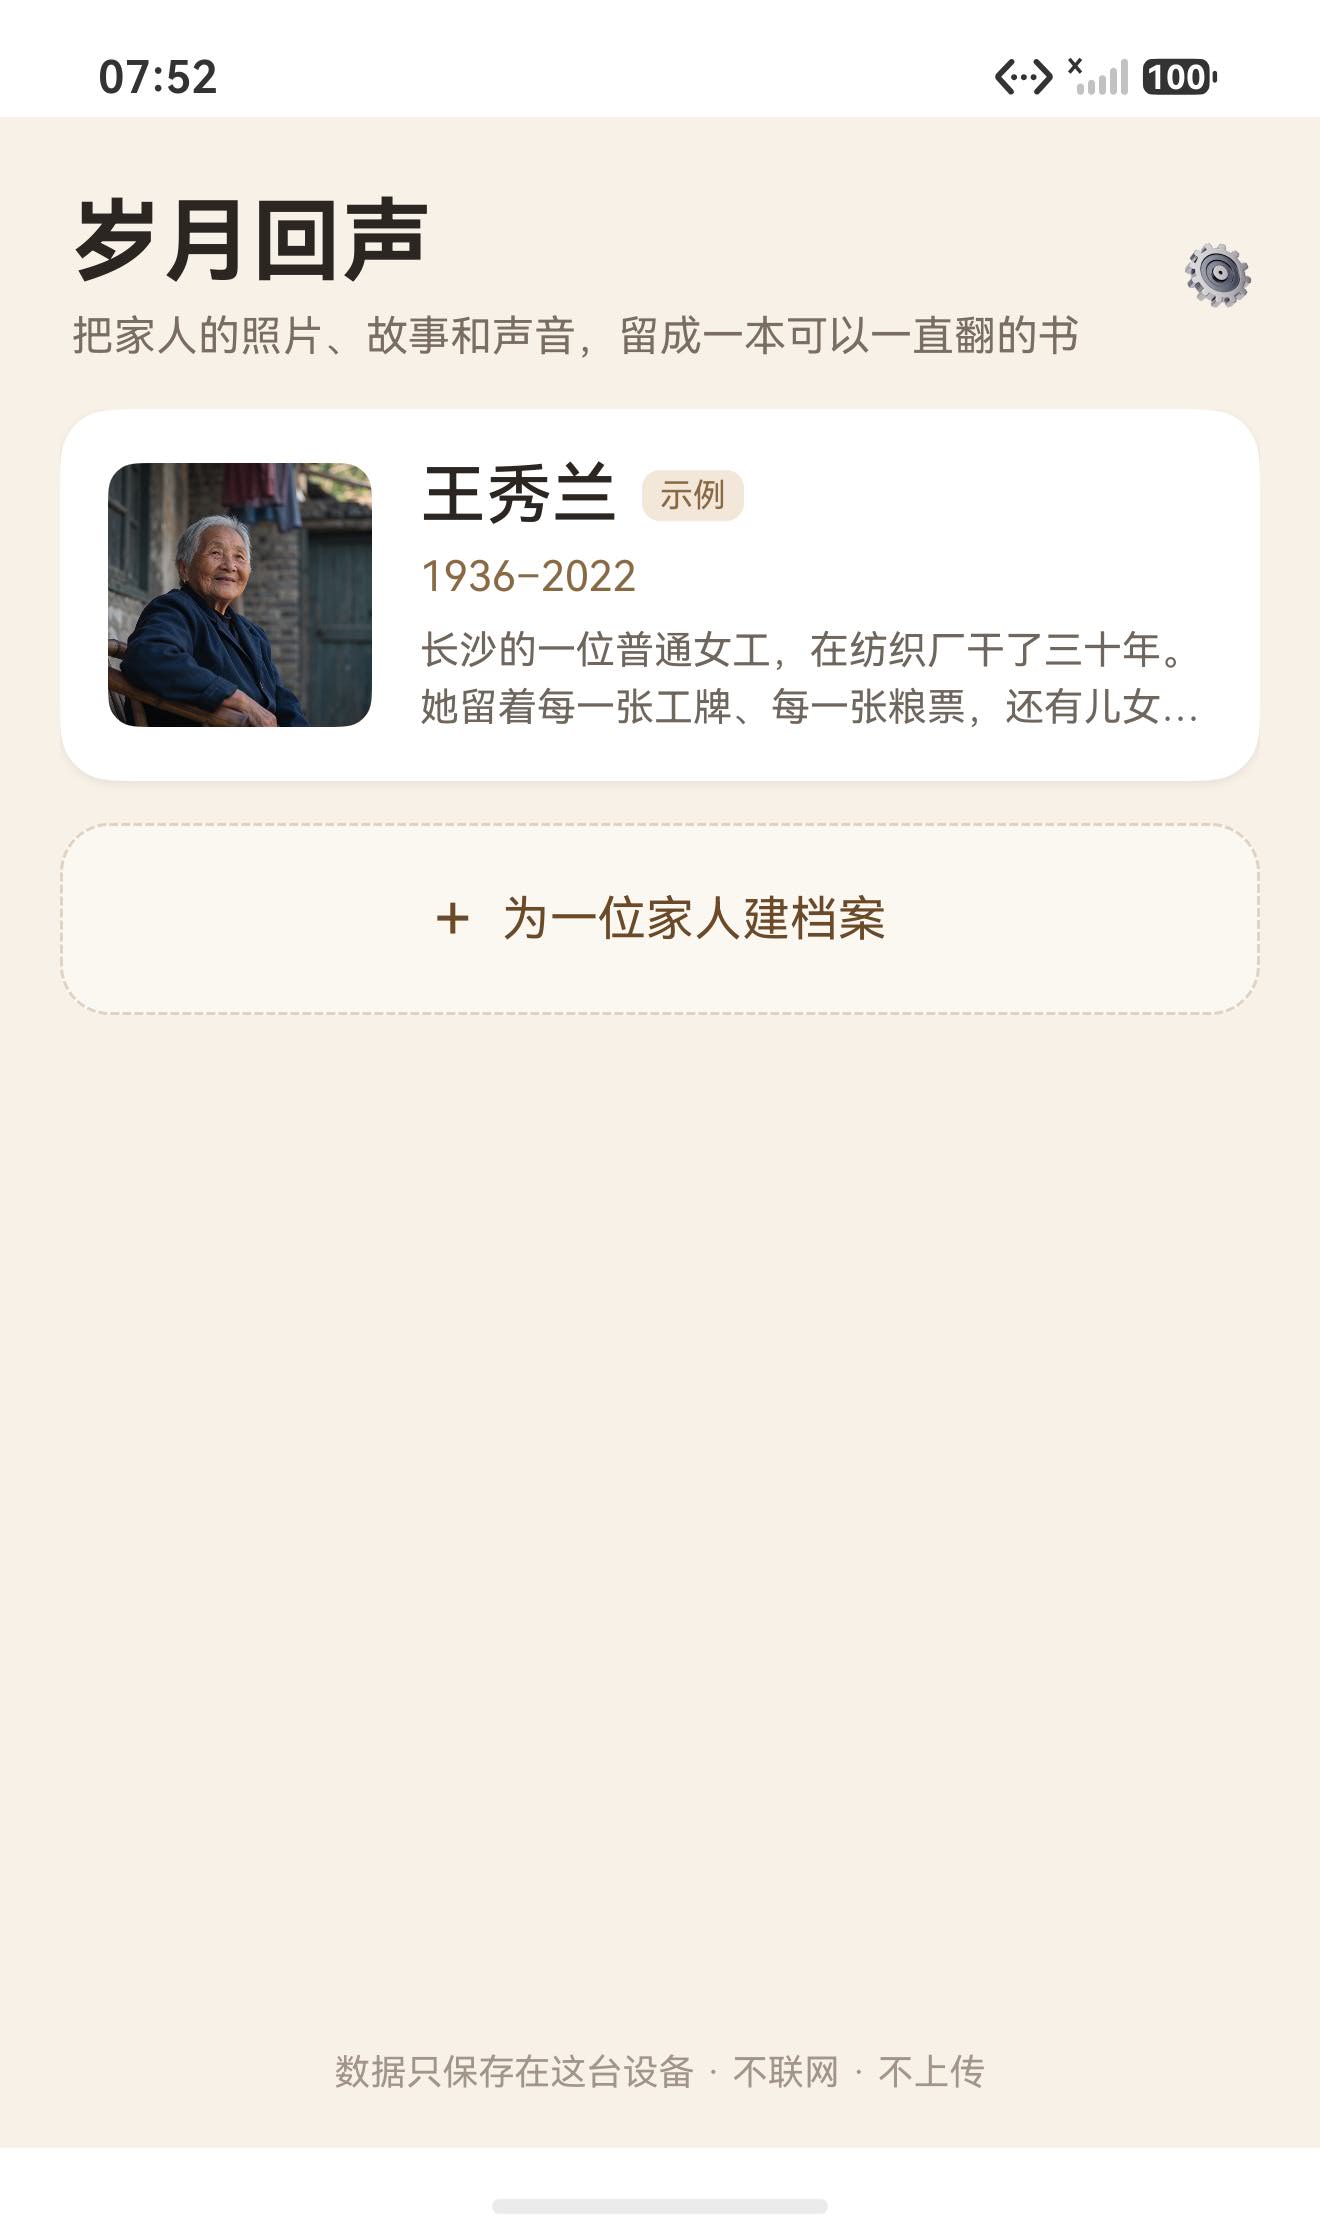 07:52
100
岁月回声
把家人的照片、故事和声音，留成一本可以一直翻的书
王秀兰 示例
1936–2022
长沙的一位普通女工，在纺织厂干了三十年。
她留着每一张工牌、每一张粮票，还有儿女…
+ 为一位家人建档案
数据只保存在这台设备 · 不联网 · 不上传